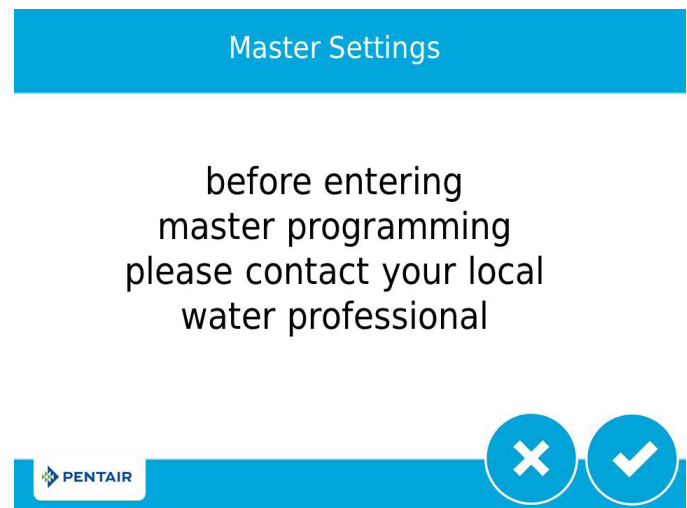 Master Settings
before entering
master programming
please contact your local
water professional
PENTAIR